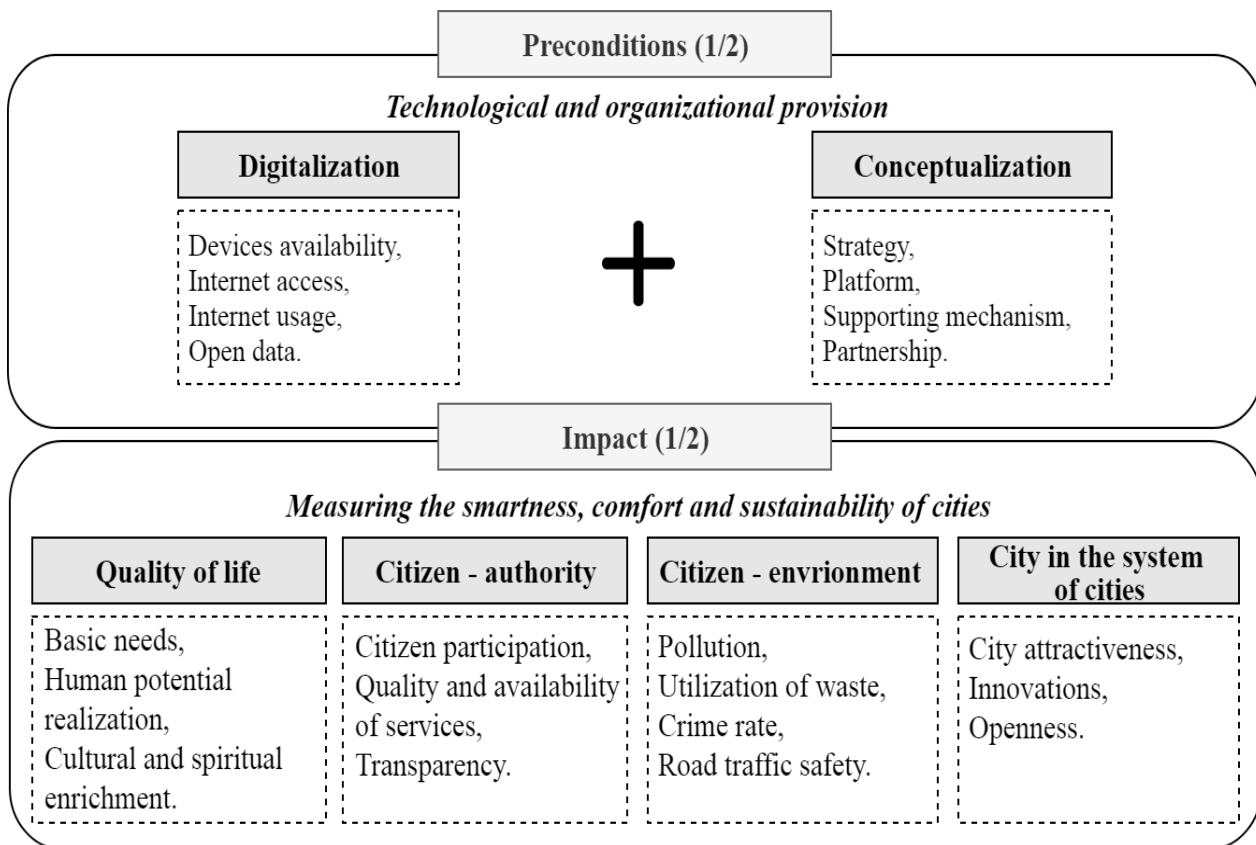 Preconditions (1/2)
Technological and organizational provision
Digitalization
Devices availability,
Internet access,
Internet usage,
Open data.
Conceptualization
Strategy,
Platform,
Supporting mechanism,
Partnership.
Impact (1/2)
Measuring the smartness, comfort and sustainability of cities
Quality of life
Basic needs,
Human potential
realization,
Cultural and spiritual
enrichment.
Citizen - authority
Citizen participation,
Quality and availability
of services,
Transparency.
Citizen - envrionment
Pollution,
Utilization of waste,
Crime rate,
Road traffic safety.
City in the system
of cities
City attractiveness,
Innovations,
Openness.